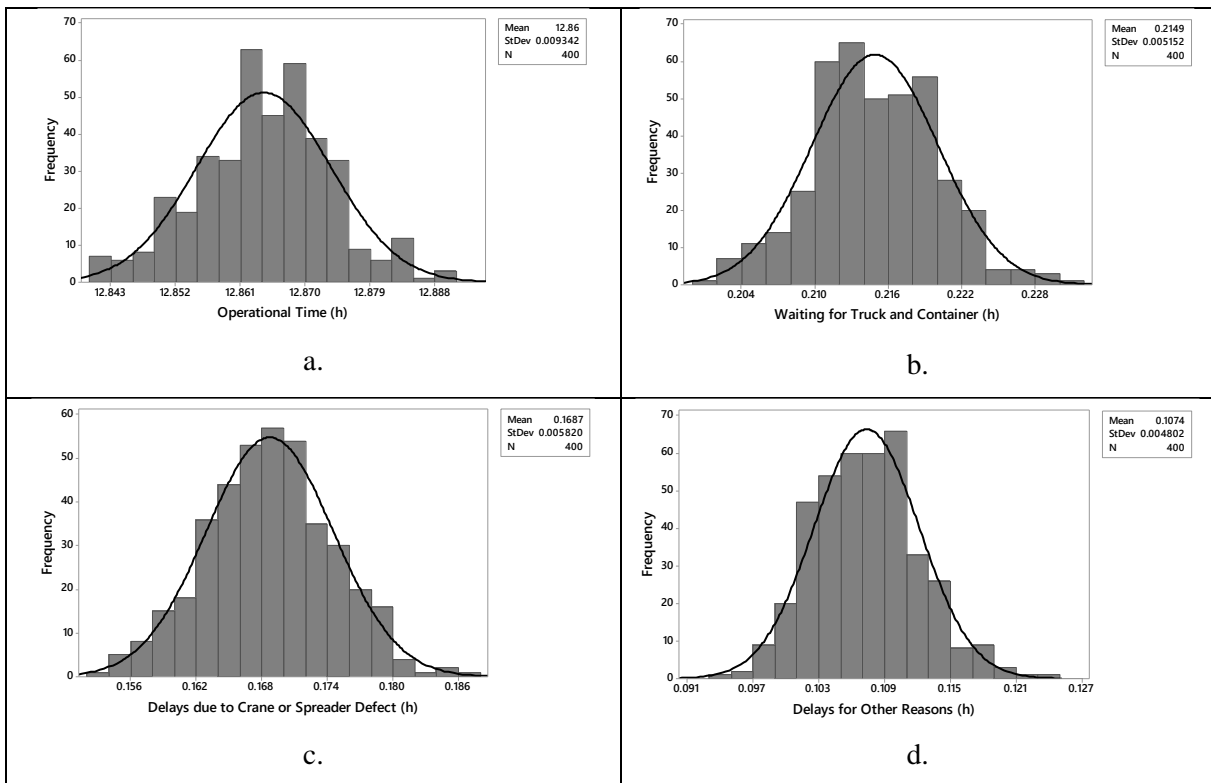 70
60
50
40
30
20
10
0
Frequency
12.843 12.852 12.861 12.870 12.879 12.888
Operational Time (h)
Mean 12.86
StDev 0.009342
N 400
a.
70
60
50
40
30
20
10
0
Frequency
0.204 0.210 0.216 0.222 0.228
Waiting for Truck and Container (h)
Mean 0.2149
StDev 0.005152
N 400
b.
60
50
40
30
20
10
0
Frequency
0.156 0.162 0.168 0.174 0.180 0.186
Delays due to Crane or Spreader Defect (h)
Mean 0.1687
StDev 0.005820
N 400
c.
70
60
50
40
30
20
10
0
Frequency
0.091 0.097 0.103 0.109 0.115 0.121 0.127
Delays for Other Reasons (h)
Mean 0.1074
StDev 0.004802
N 400
d.